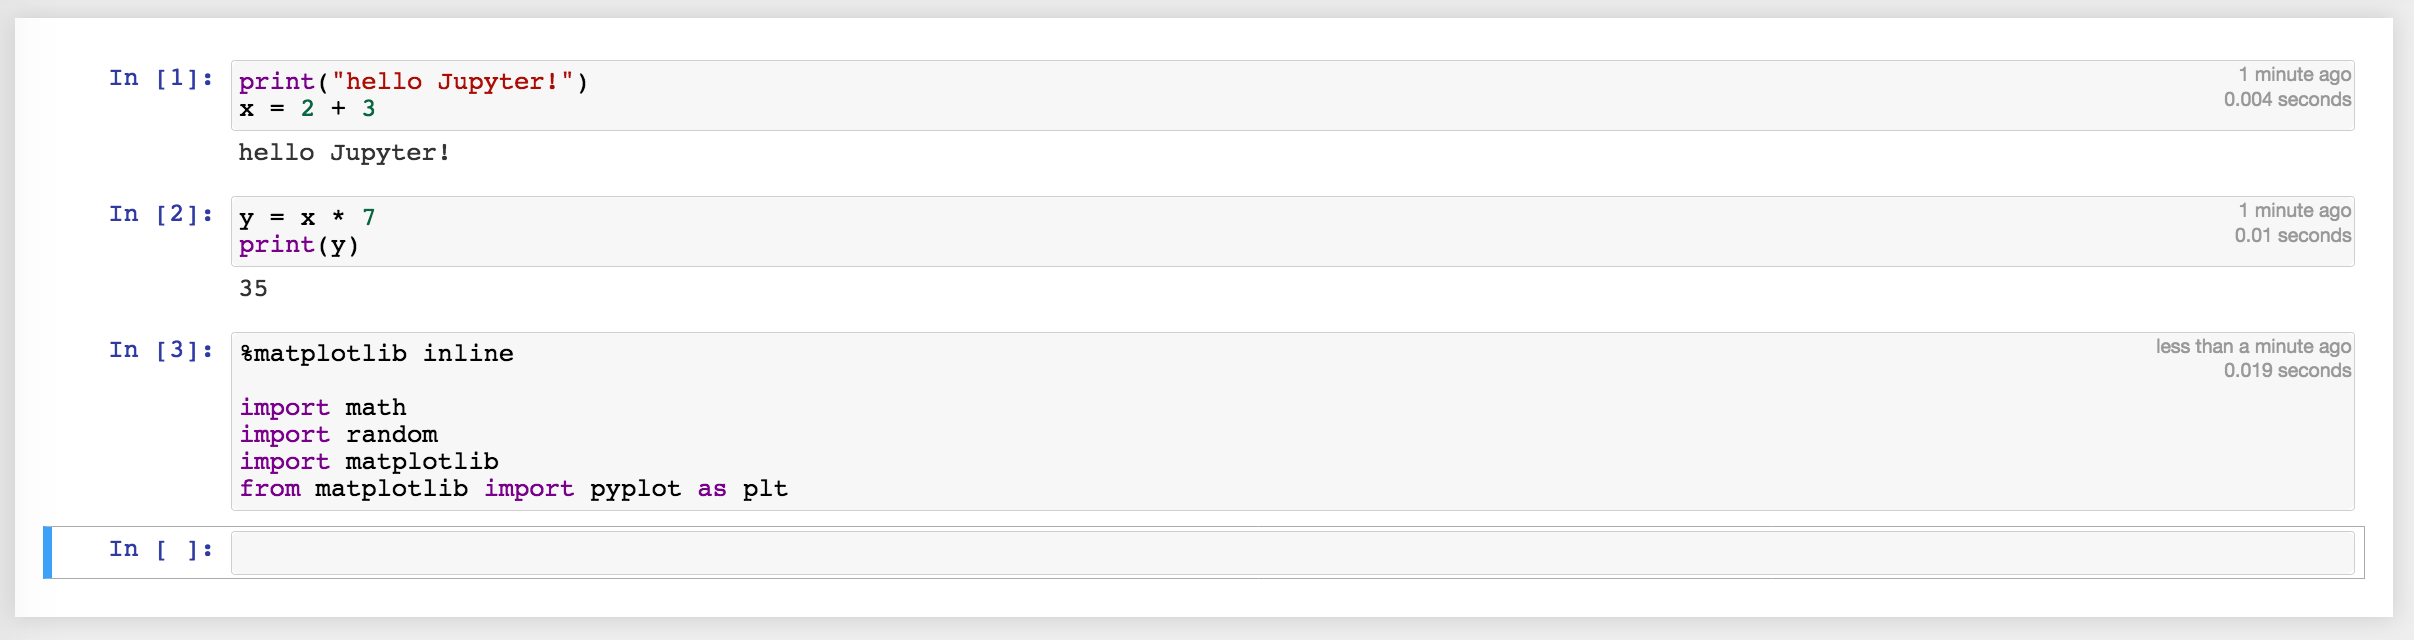 In [1]: print("hello Jupyter!") 1 minute ago
x = 2 + 3 0.004 seconds
hello Jupyter!
In [2]: y = x * 7 1 minute ago
print(y) 0.01 seconds
35
In [3]: %matplotlib inline less than a minute ago
0.019 seconds
import math
import random
import matplotlib
from matplotlib import pyplot as plt
In [ ]: